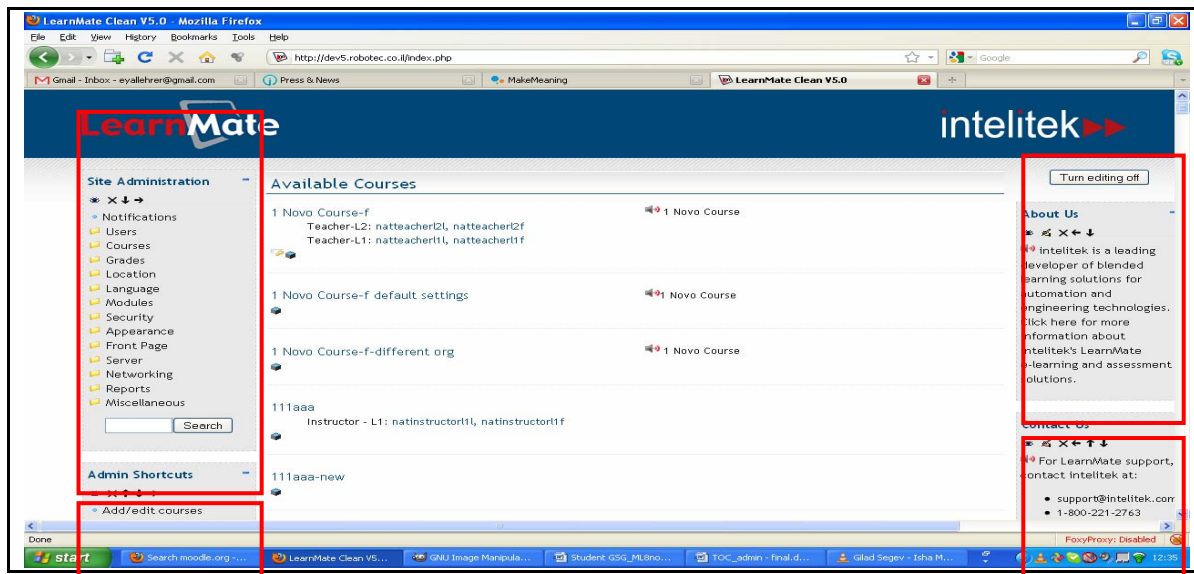 LearnMate Clean V5.0 - Mozilla Firefox
File Edit View History Bookmarks Tools Help
http://dev5.robotec.co.il/index.php
Google
Gmail - Inbox - eyallehrer@gmail.com
Press & News
MakeMeaning
LearnMate Clean V5.0
LearnMate
intelitek
Site Administration
Notifications
Users
Courses
Grades
Location
Language
Modules
Security
Appearance
Front Page
Server
Networking
Reports
Miscellaneous
Search
Admin Shortcuts
Add/edit courses
Available Courses
1 Novo Course-f
Teacher-L2: natteacherl2l, natteacherl2f
Teacher-L1: natteacherl1l, natteacherl1f
1 Novo Course
1 Novo Course-f default settings
1 Novo Course
1 Novo Course-f-different org
1 Novo Course
111aaa
Instructor - L1: natinstructorl1l, natinstructorl1f
111aaa-new
Turn editing off
About Us
intelitek is a leading
developer of blended
learning solutions for
automation and
engineering technologies.
Click here for more
information about
intelitek's LearnMate
e-learning and assessment
solutions.
Contact Us
For LearnMate support,
contact intelitek at:
support@intelitek.com
1-800-221-2763
Done
FoxyProxy: Disabled
start
Search moodle.org -...
LearnMate Clean V5...
GNU Image Manipula...
Student GSG_ML8no...
TOC_admin - final.d...
Gilad Segev - Isha M...
12:35